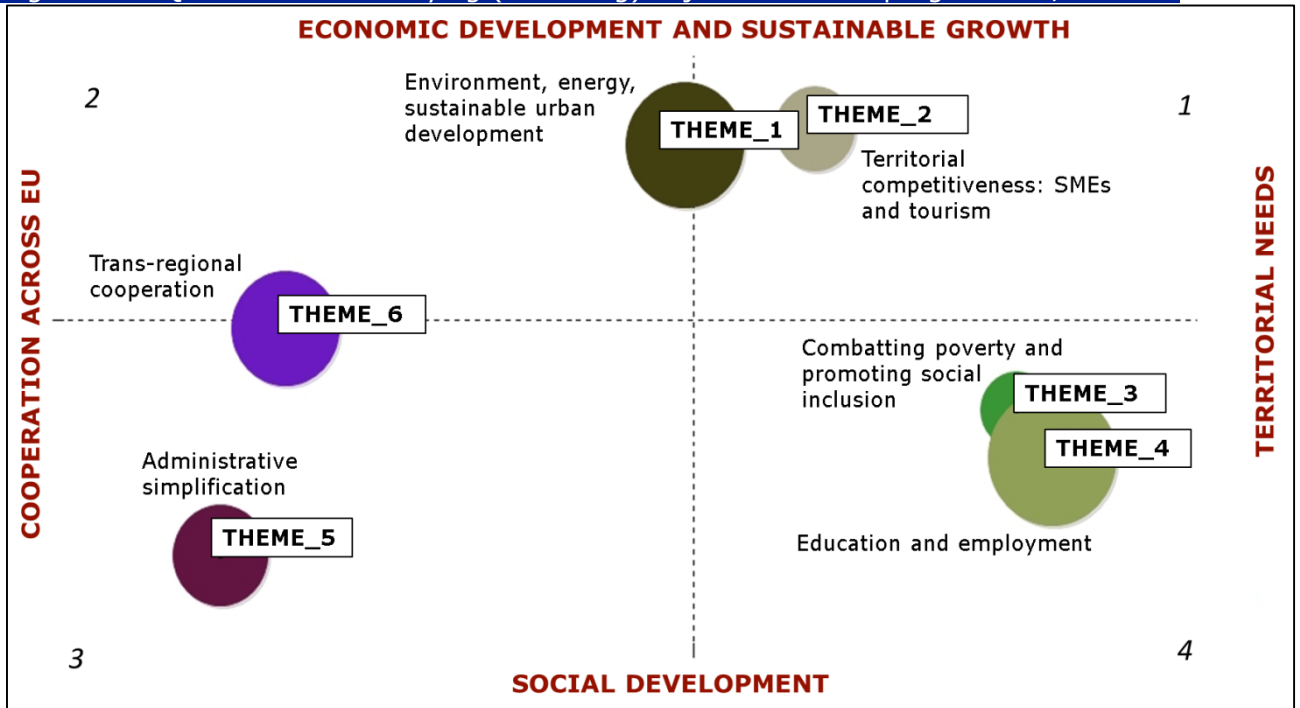 ECONOMIC DEVELOPMENT AND SUSTAINABLE GROWTH
2
Environment, energy,
sustainable urban
development
THEME_1
THEME_2
1
Territorial
competitiveness: SMEs
and tourism
COOPERATION ACROSS EU
TERRITORIAL NEEDS
Trans-regional
cooperation
THEME_6
Combatting poverty and
promoting social
inclusion
THEME_3
THEME_4
Administrative
simplification
THEME_5
Education and employment
3
SOCIAL DEVELOPMENT
4